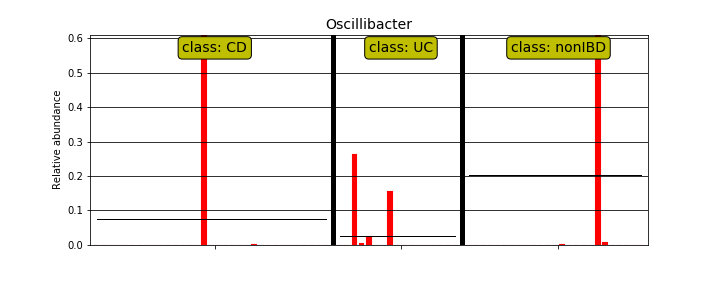 Oscillibacter
class: CD
class: UC
class: nonIBD
Relative abundance
0.6
0.5
0.4
0.3
0.2
0.1
0.0